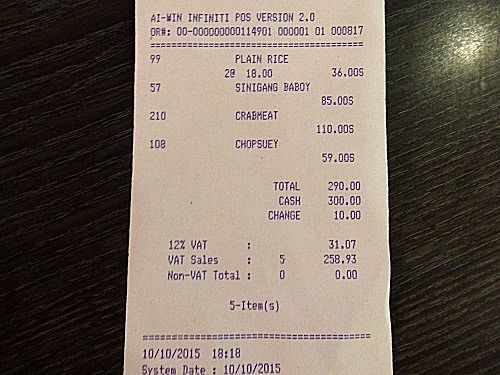 AI-WIN INFINITI POS VERSION 2.0
OR#: 00-000000000114901 000001 01 000817
==========================================
99 PLAIN RICE
2@ 18.00 36.00S
57 SINIGANG BABOY
85.00S
210 CRABMEAT
110.00S
108 CHOPSUEY
59.00S
TOTAL 290.00
CASH 300.00
CHANGE 10.00
12% VAT : 31.07
VAT Sales : 5 258.93
Non-VAT Total : 0 0.00
5-Item(s)
==========================================
10/10/2015 18:18
System Date : 10/10/2015